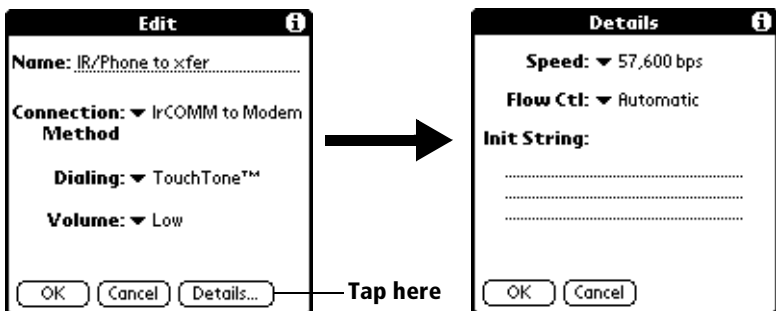 Edit
Name: IR/Phone to xfer
Connection: IrCOMM to Modem
Method
Dialing: TouchTone™
Volume: Low
OK Cancel Details...
Tap here
Details
Speed: 57,600 bps
Flow Ctl: Automatic
Init String:
OK Cancel